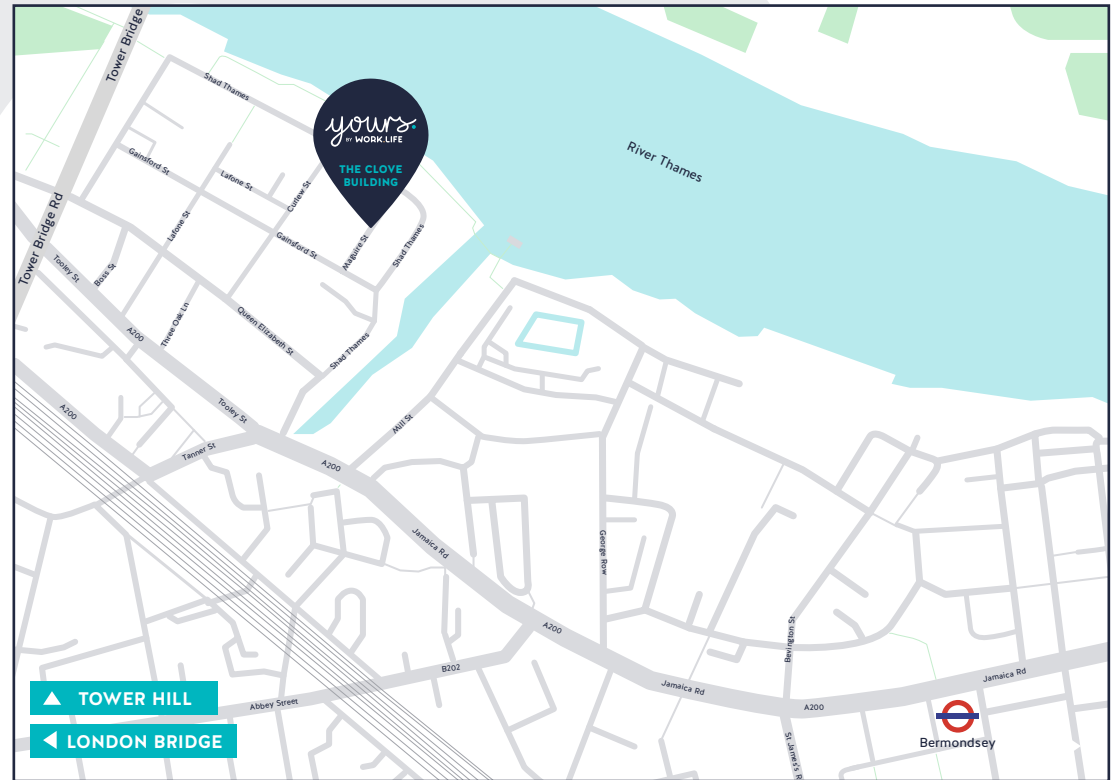 Tower Bridge
Shad Thames
yours.
BY WORK.LIFE
THE CLOVE
BUILDING
River Thames
Gainsford St
Lafone St
Curlew St
Lafone St
Gainsford St
Maguire St
Shad Thames
Tower Bridge Rd
Tooley St
Boss St
A200
Three Oak Ln
Queen Elizabeth St
Shad Thames
A200
Tooley St
Mill St
Tanner St
A200
Jamaica Rd
George Row
A200
Bevington St
B202
Jamaica Rd
Jamaica Rd
Abbey Street
A200
St James's R
TOWER HILL
LONDON BRIDGE
Bermondsey